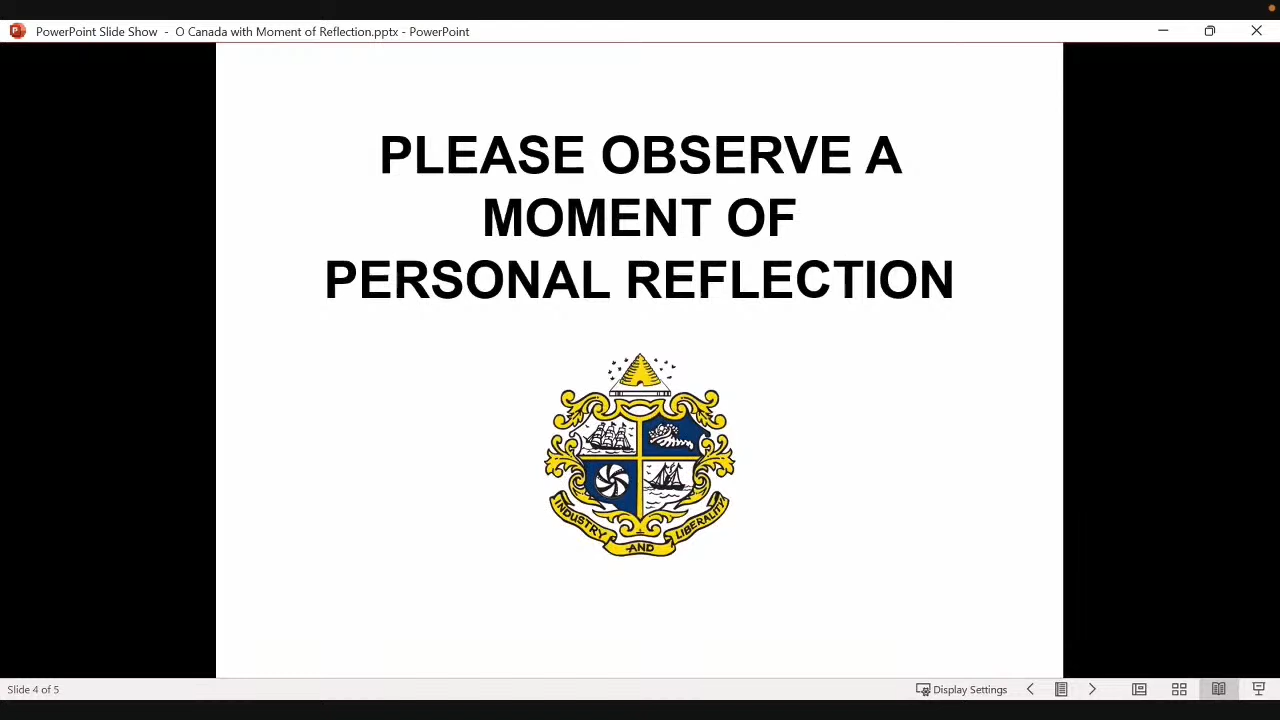 PowerPoint Slide Show - O Canada with Moment of Reflection.pptx - PowerPoint
PLEASE OBSERVE A
MOMENT OF
PERSONAL REFLECTION
INDUSTRY
AND
LIBERALITY
Slide 4 of 5
Display Settings